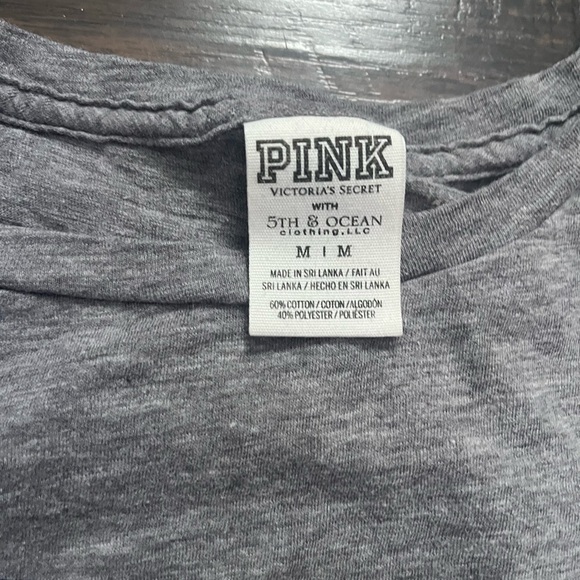 PINK
VICTORIA'S SECRET
WITH
5TH & OCEAN
clothing, LLC
M | M
MADE IN SRI LANKA / FAIT AU
SRI LANKA / HECHO EN SRI LANKA
60% COTTON / COTON / ALGODÓN
40% POLYESTER / POLIÉSTER